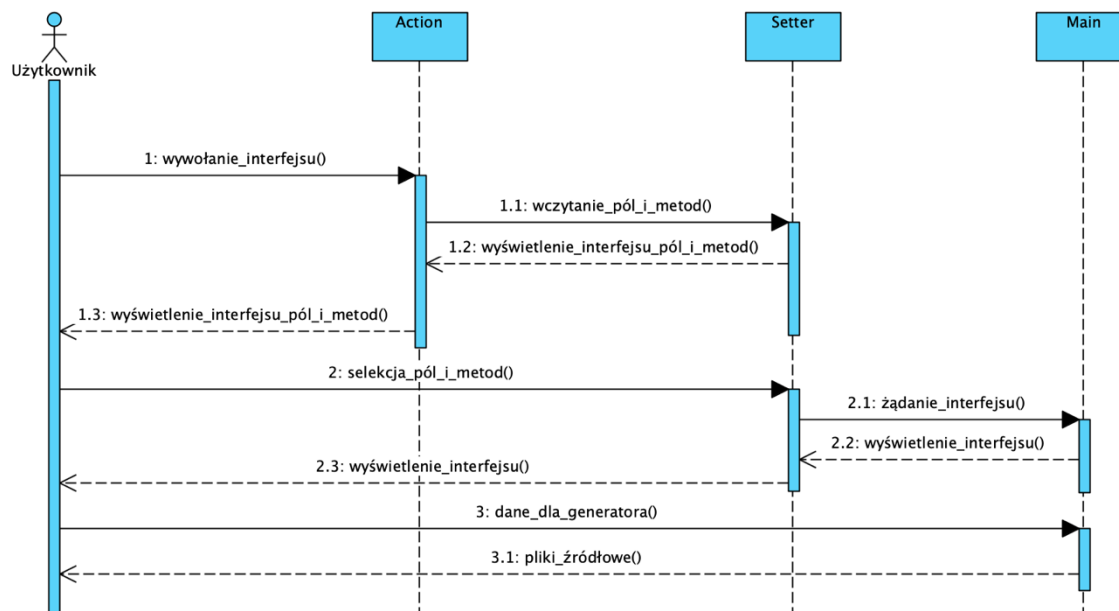 Action
Setter
Main
Użytkownik
1: wywołanie_interfejsu()
1.1: wczytanie_pól_i_metod()
1.2: wyświetlenie_interfejsu_pól_i_metod()
1.3: wyświetlenie_interfejsu_pól_i_metod()
2: selekcja_pól_i_metod()
2.1: żądanie_interfejsu()
2.2: wyświetlenie_interfejsu()
2.3: wyświetlenie_interfejsu()
3: dane_dla_generatora()
3.1: pliki_źródłowe()